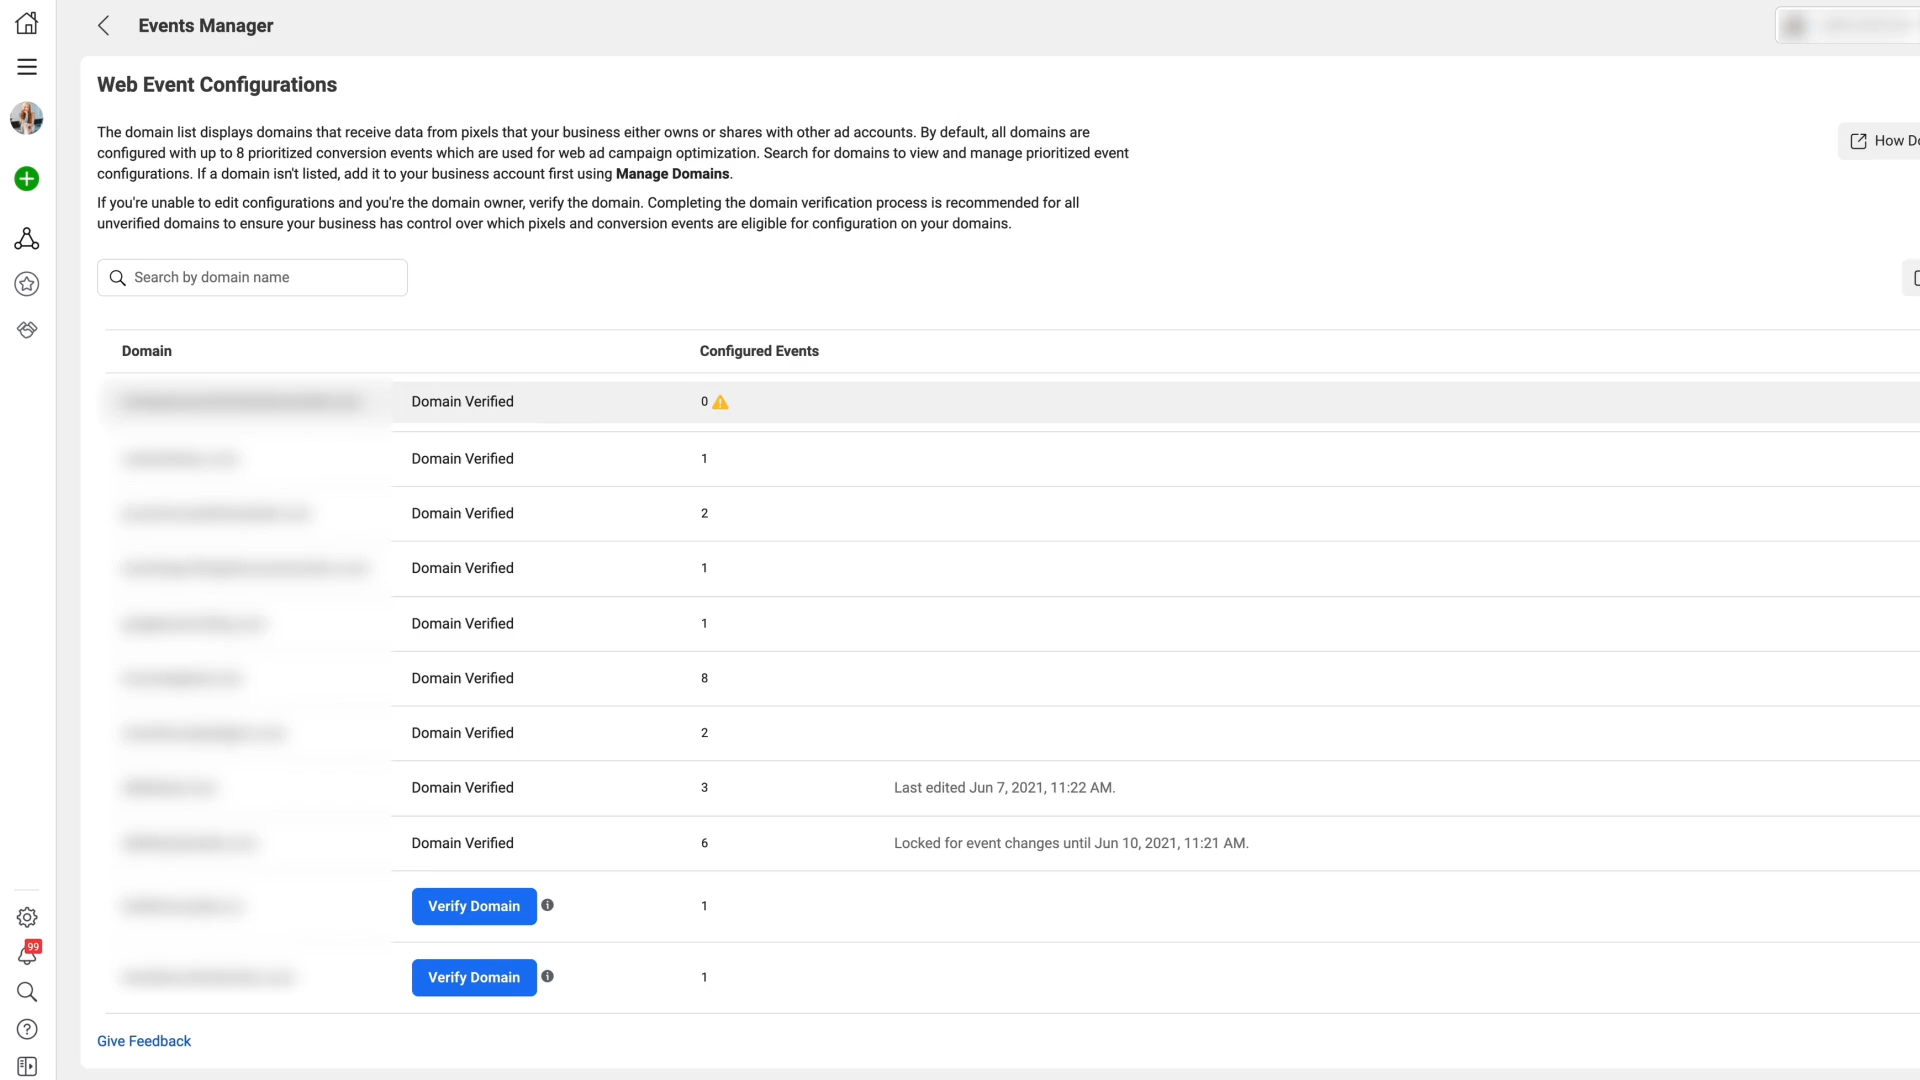 Events Manager
Web Event Configurations
The domain list displays domains that receive data from pixels that your business either owns or shares with other ad accounts. By default, all domains are
configured with up to 8 prioritized conversion events which are used for web ad campaign optimization. Search for domains to view and manage prioritized event
configurations. If a domain isn't listed, add it to your business account first using Manage Domains.
How Do
If you're unable to edit configurations and you're the domain owner, verify the domain. Completing the domain verification process is recommended for all
unverified domains to ensure your business has control over which pixels and conversion events are eligible for configuration on your domains.
Search by domain name
Domain Configured Events
Domain Verified 0
Domain Verified 1
Domain Verified 2
Domain Verified 1
Domain Verified 1
Domain Verified 8
Domain Verified 2
Domain Verified 3 Last edited Jun 7, 2021, 11:22 AM.
Domain Verified 6 Locked for event changes until Jun 10, 2021, 11:21 AM.
Verify Domain 1
99
Verify Domain 1
Give Feedback